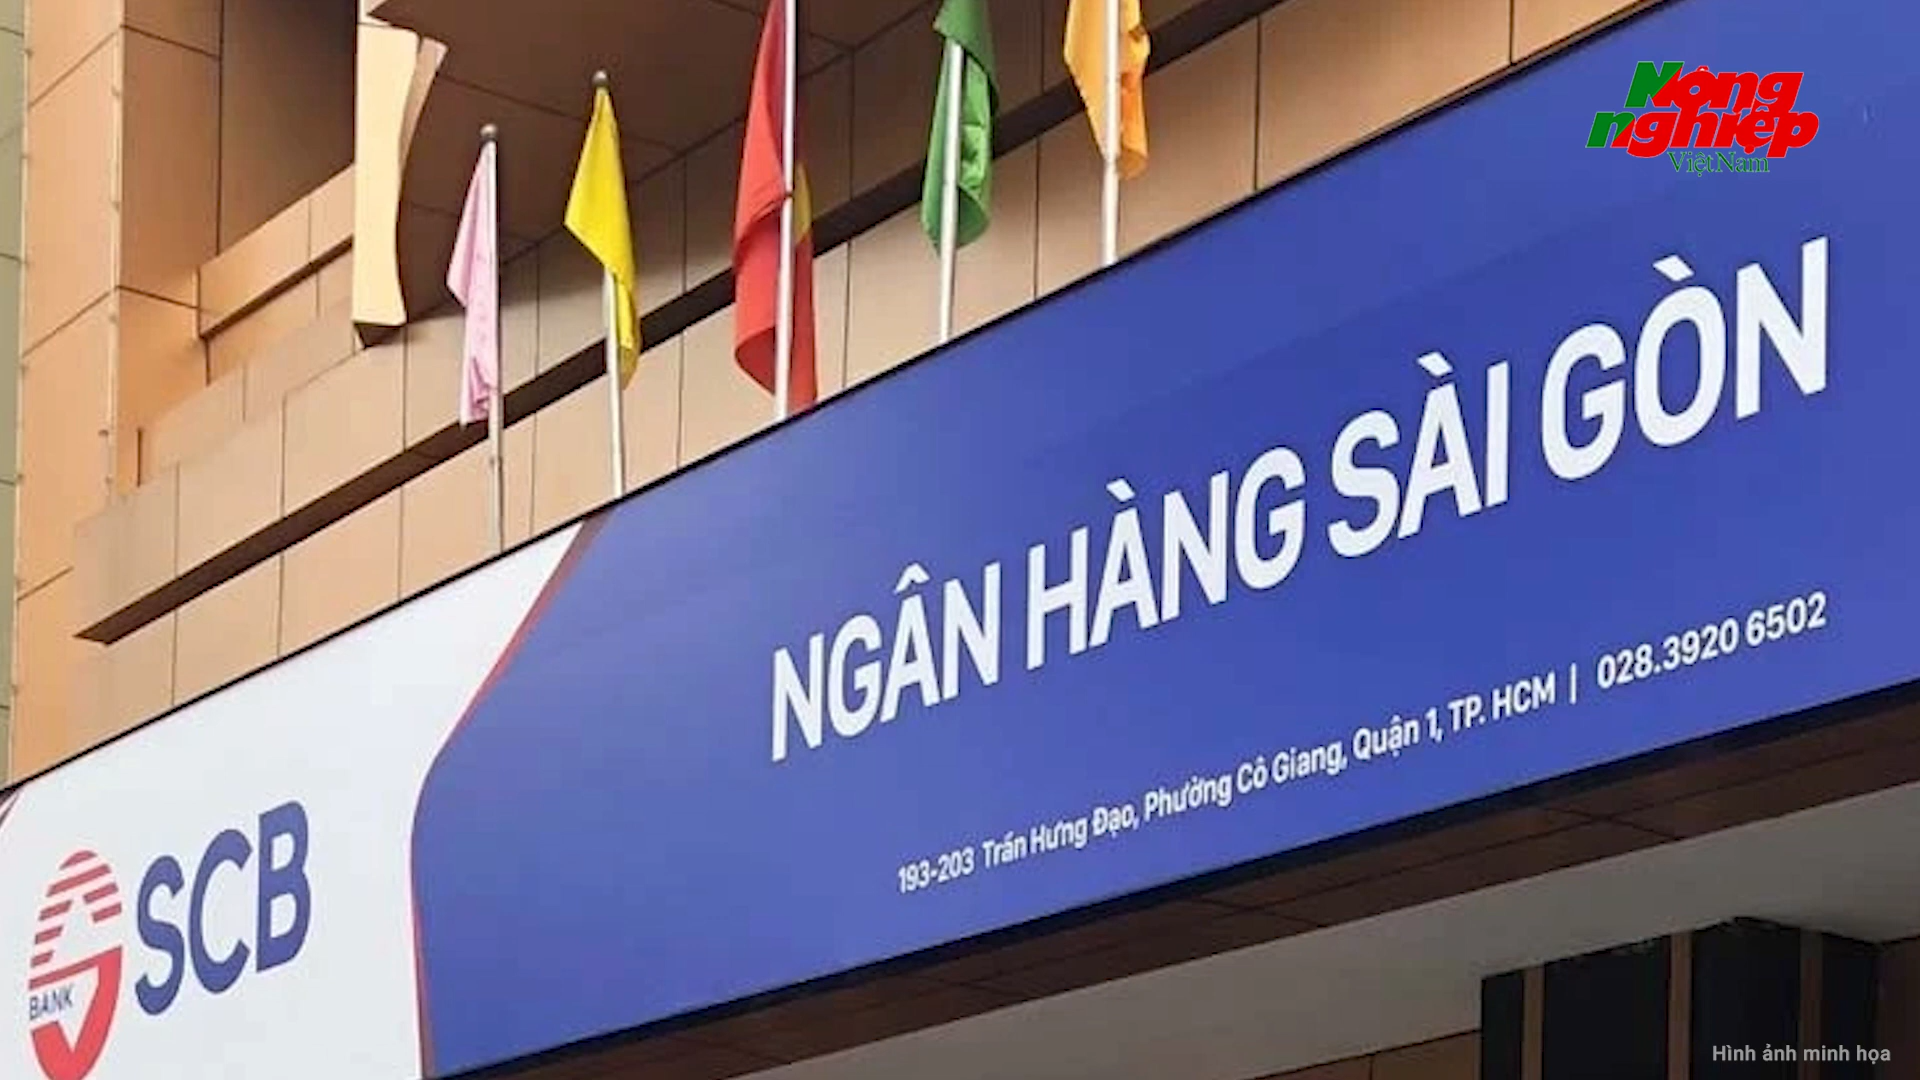 Nông
nghiệp
Việt Nam
NGÂN HÀNG SÀI GÒN
193-203 Trần Hưng Đạo, Phường Cô Giang, Quận 1, TP. HCM | 028.3920 6502
SCB
BANK
Hình ảnh minh họa